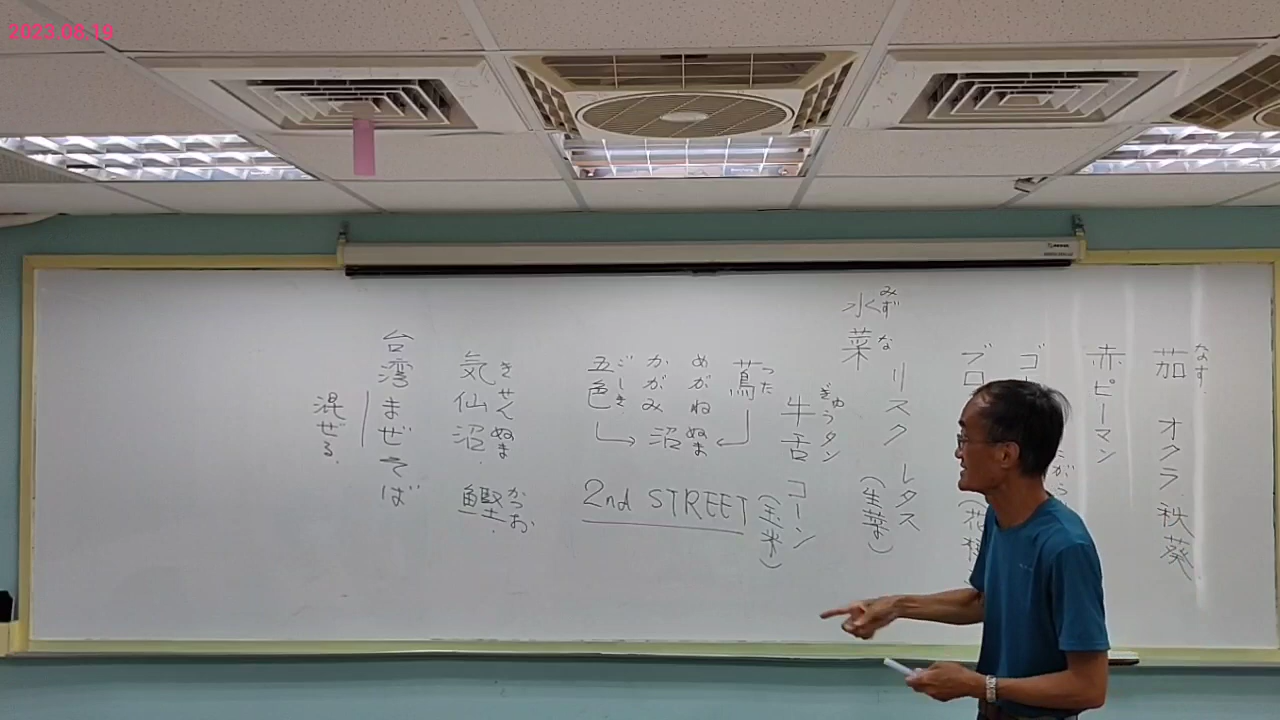 2023.08.19
なす
茄 オクラ 秋葵
赤ピーマン
ゴー
ブロ
みずな
水菜
リスク レタス
(生菜)
ぎゅうタン
牛舌
コーン
(玉米)
つた
蔦
めがね ぬま
かがみ 沼
ごしき
五色
2nd STREET
きせんぬま
気仙沼.
かつお
鰹.
台湾まぜそば
混ぜる.